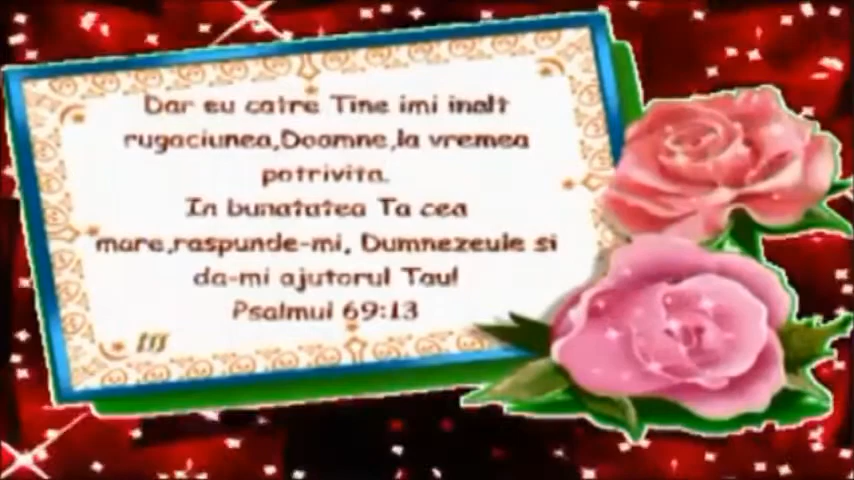 Dar eu catre Tine imi inalt
rugaciunea,Doamne,la vremea
potrivita.
In bunatatea Ta cea
mare,raspunde-mi, Dumnezeule si
da-mi ajutorul Tau!
Psalmul 69:13